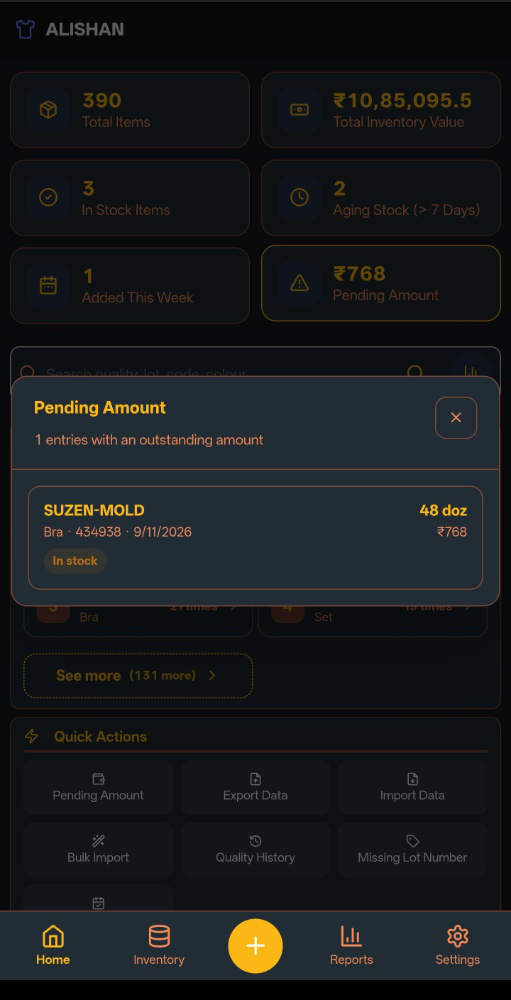 ALISHAN
390
Total Items
₹10,85,095.5
Total Inventory Value
3
In Stock Items
2
Aging Stock (> 7 Days)
1
Added This Week
₹768
Pending Amount
Search quality, lot, code, colour
Pending Amount
1 entries with an outstanding amount
SUZEN-MOLD
48 doz
Bra · 434938 · 9/11/2026
₹768
In stock
3
Bra
21 times
4
Set
See more (131 more)
Quick Actions
Pending Amount
Export Data
Import Data
Bulk Import
Quality History
Missing Lot Number
Home
Inventory
Reports
Settings